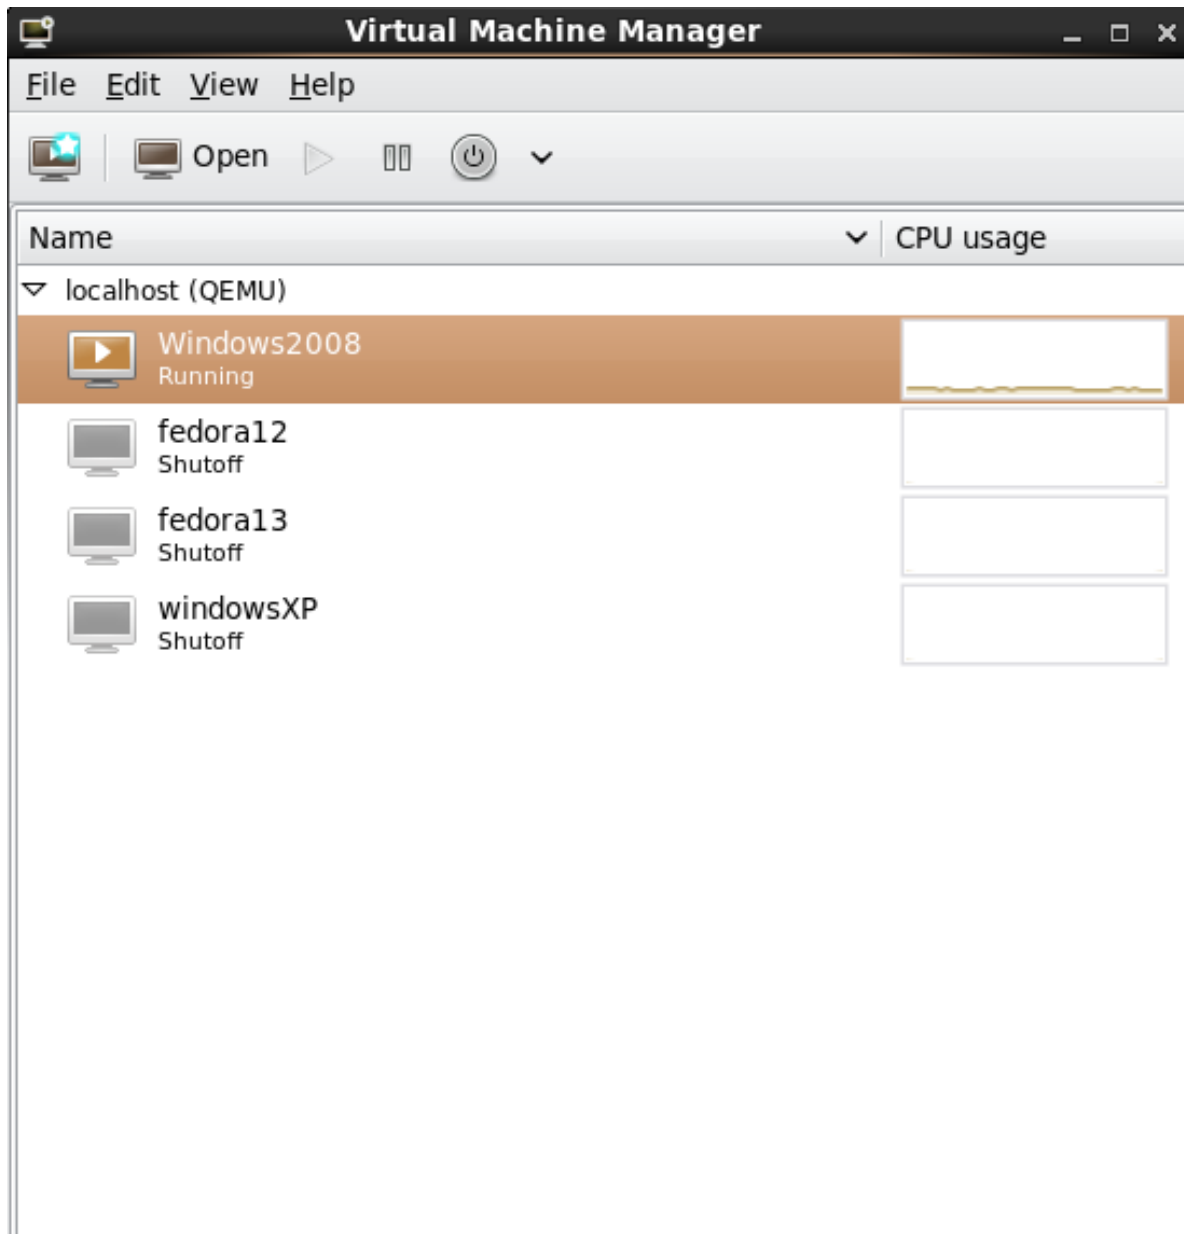 Virtual Machine Manager
File Edit View Help
Open
Name CPU usage
localhost (QEMU)
Windows2008
Running
fedora12
Shutoff
fedora13
Shutoff
windowsXP
Shutoff